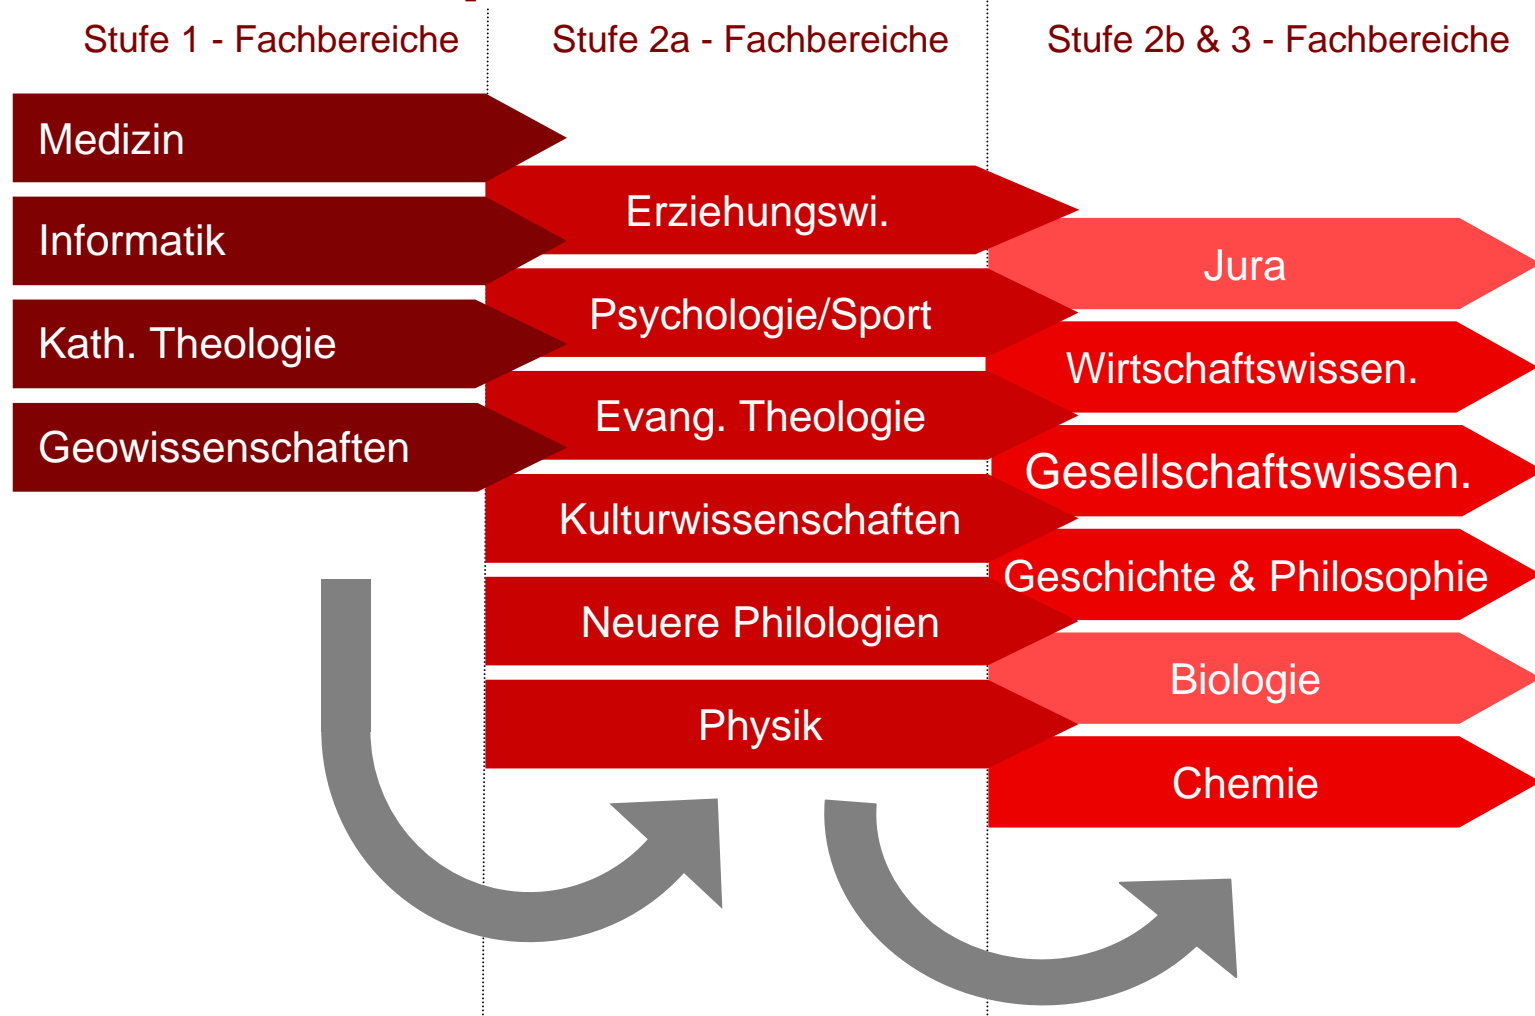 Stufe 1 - Fachbereiche
Stufe 2a - Fachbereiche
Stufe 2b & 3 - Fachbereiche
Medizin
Informatik
Kath. Theologie
Geowissenschaften
Erziehungswi.
Psychologie/Sport
Evang. Theologie
Kulturwissenschaften
Neuere Philologien
Physik
Jura
Wirtschaftswissen.
Gesellschaftswissen.
Geschichte & Philosophie
Biologie
Chemie